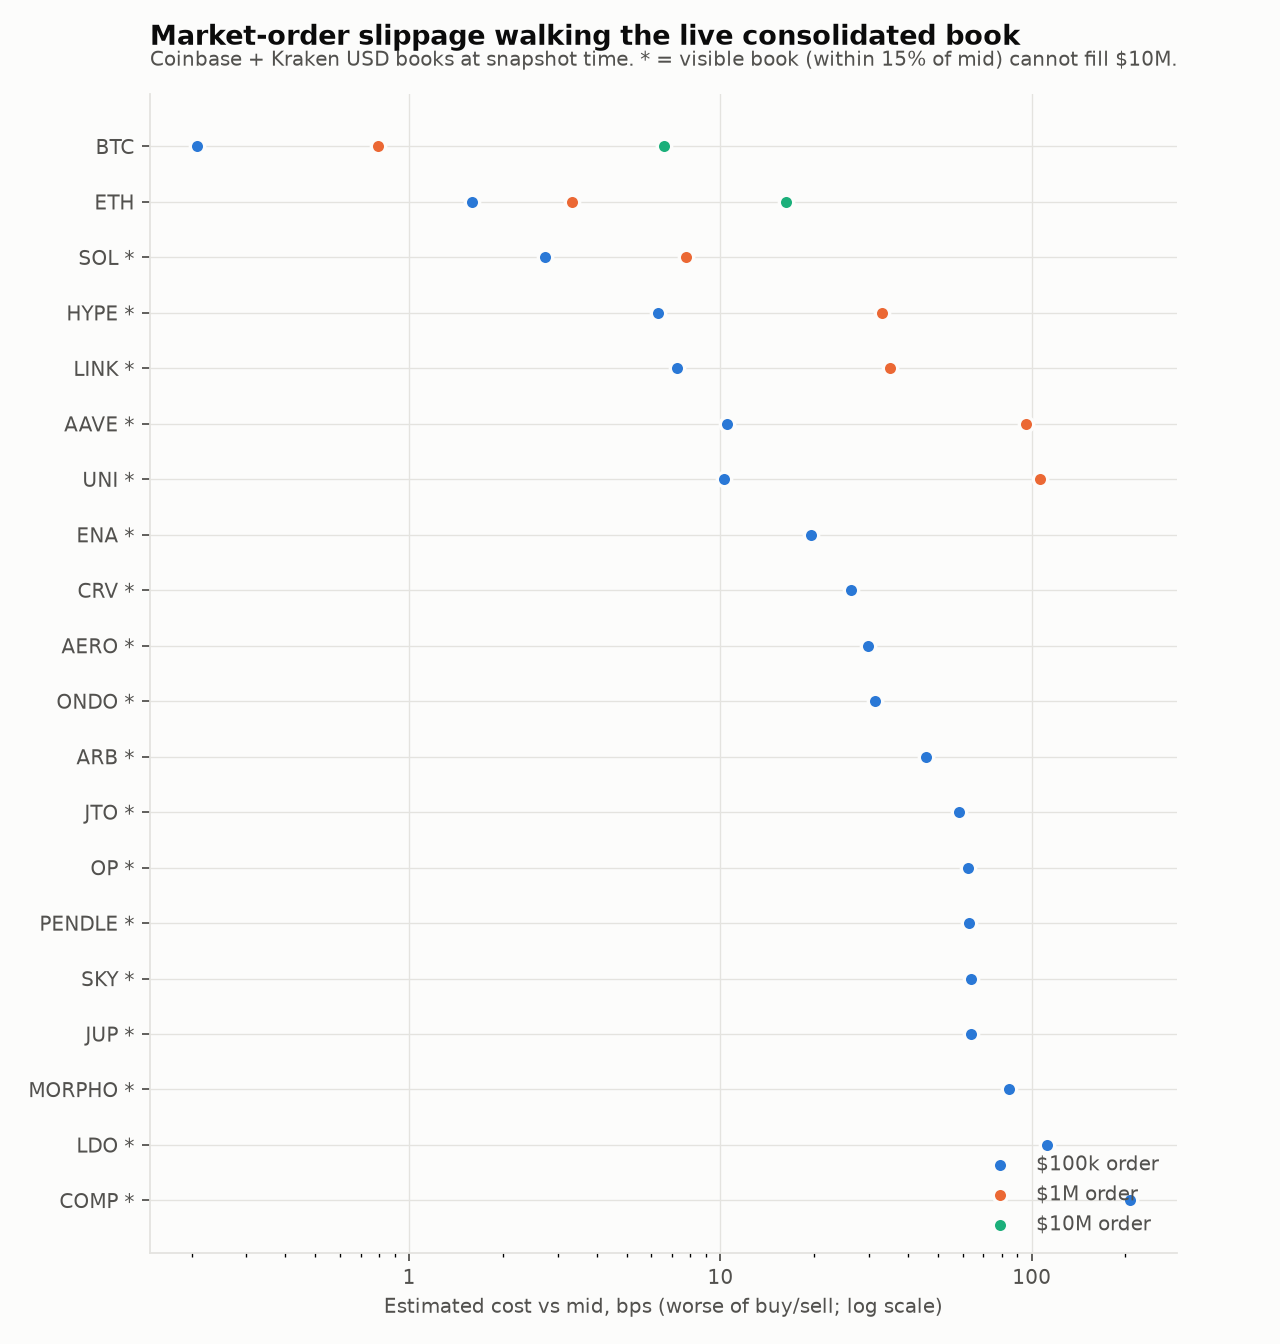 Market-order slippage walking the live consolidated book
Coinbase + Kraken USD books at snapshot time. * = visible book (within 15% of mid) cannot fill $10M.
BTC
ETH
SOL *
HYPE *
LINK *
AAVE *
UNI *
ENA *
CRV *
AERO *
ONDO *
ARB *
JTO *
OP *
PENDLE *
SKY *
JUP *
MORPHO *
LDO *
COMP *
$100k order
$1M order
$10M order
1 10 100
Estimated cost vs mid, bps (worse of buy/sell; log scale)